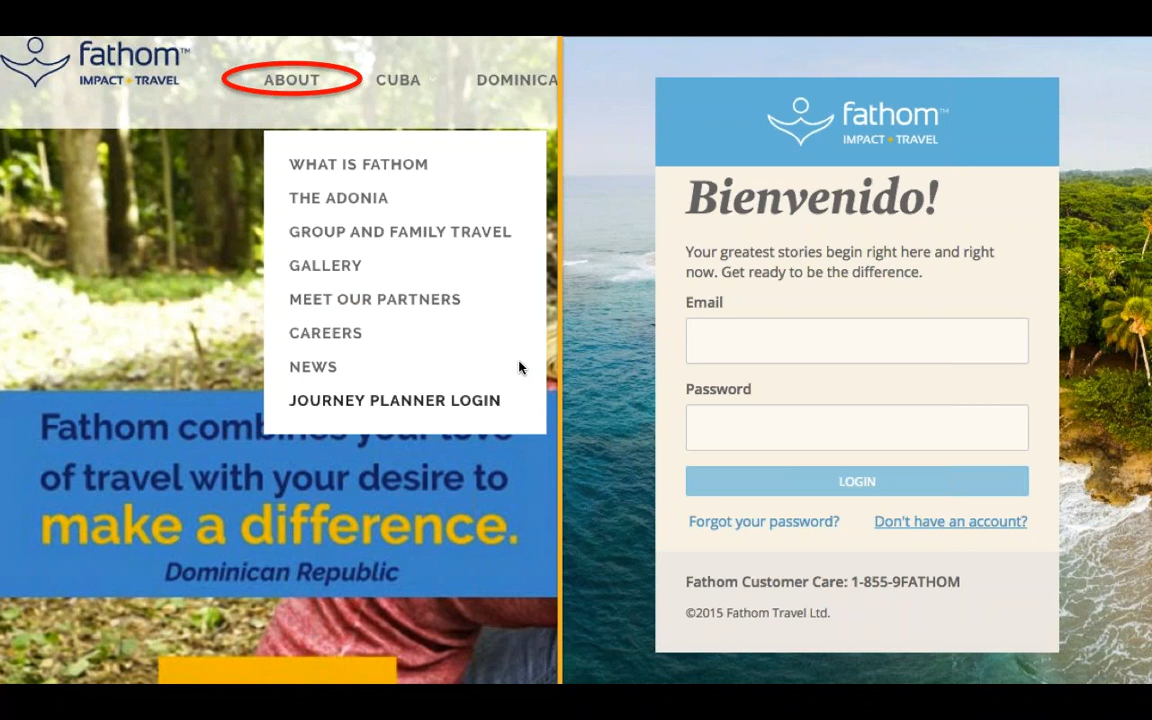 fathom™
IMPACT • TRAVEL
ABOUT
CUBA
DOMINICA
WHAT IS FATHOM
THE ADONIA
GROUP AND FAMILY TRAVEL
GALLERY
MEET OUR PARTNERS
CAREERS
NEWS
JOURNEY PLANNER LOGIN
Fathom combines your love
of travel with your desire to
make a difference.
Dominican Republic
fathom™
IMPACT • TRAVEL
Bienvenido!
Your greatest stories begin right here and right
now. Get ready to be the difference.
Email
Password
LOGIN
Forgot your password? Don't have an account?
Fathom Customer Care: 1-855-9FATHOM
©2015 Fathom Travel Ltd.